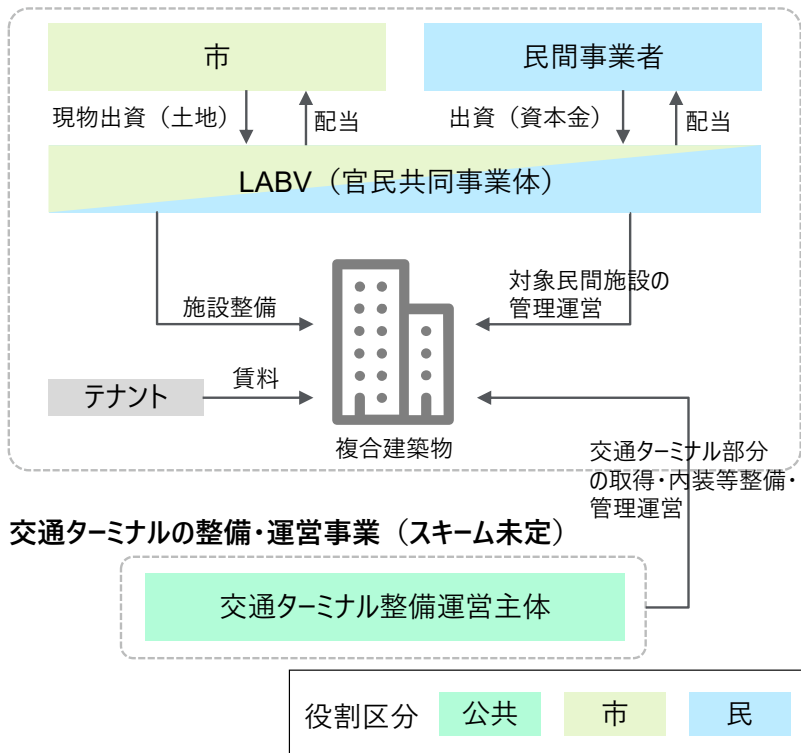 市
民間事業者
現物出資（土地）
配当
出資（資本金）
配当
LABV（官民共同事業体）
施設整備
対象民間施設の
管理運営
テナント
賃料
複合建築物
交通ターミナル部分
の取得・内装等整備・
管理運営
交通ターミナルの整備・運営事業（スキーム未定）
交通ターミナル整備運営主体
役割区分
公共
市
民